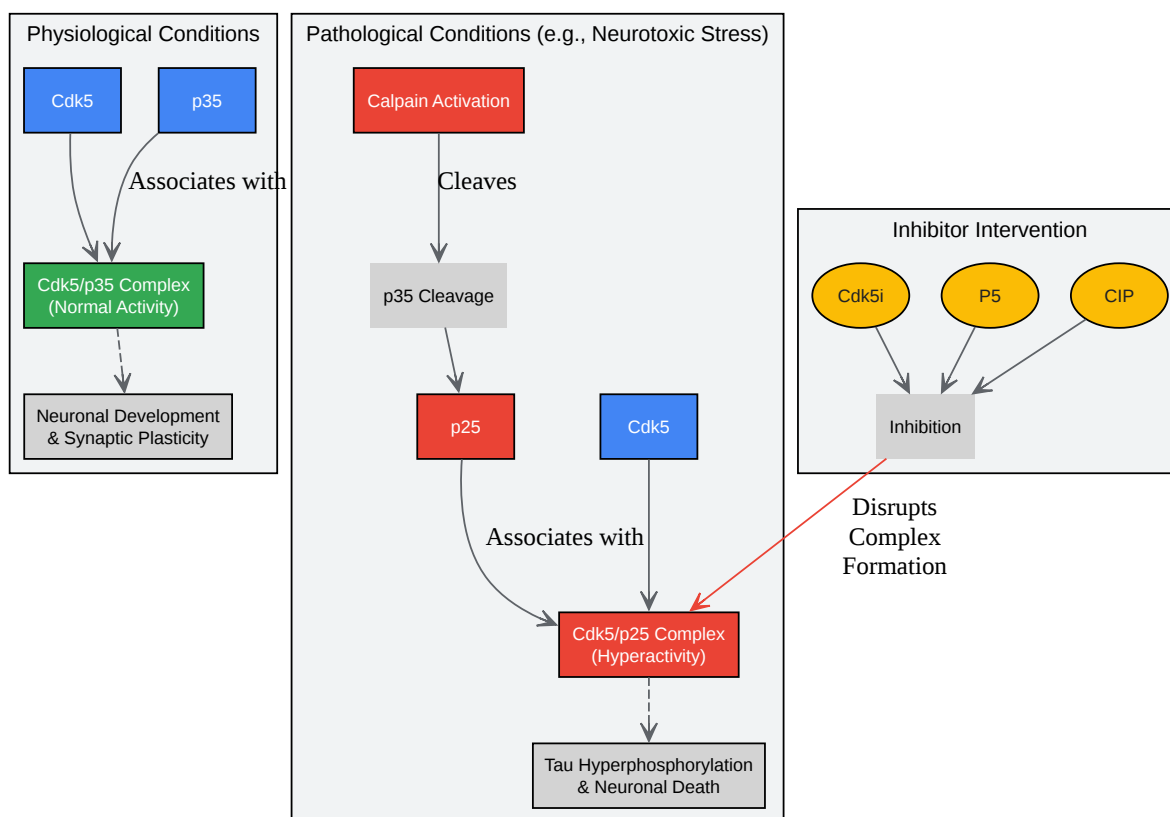 Physiological Conditions
Cdk5
p35
Associates with
Cdk5/p35 Complex
(Normal Activity)
Neuronal Development
& Synaptic Plasticity
Pathological Conditions (e.g., Neurotoxic Stress)
Calpain Activation
Cleaves
p35 Cleavage
p25
Cdk5
Associates with
Cdk5/p25 Complex
(Hyperactivity)
Tau Hyperphosphorylation
& Neuronal Death
Inhibitor Intervention
Cdk5i
P5
CIP
Inhibition
Disrupts
Complex
Formation